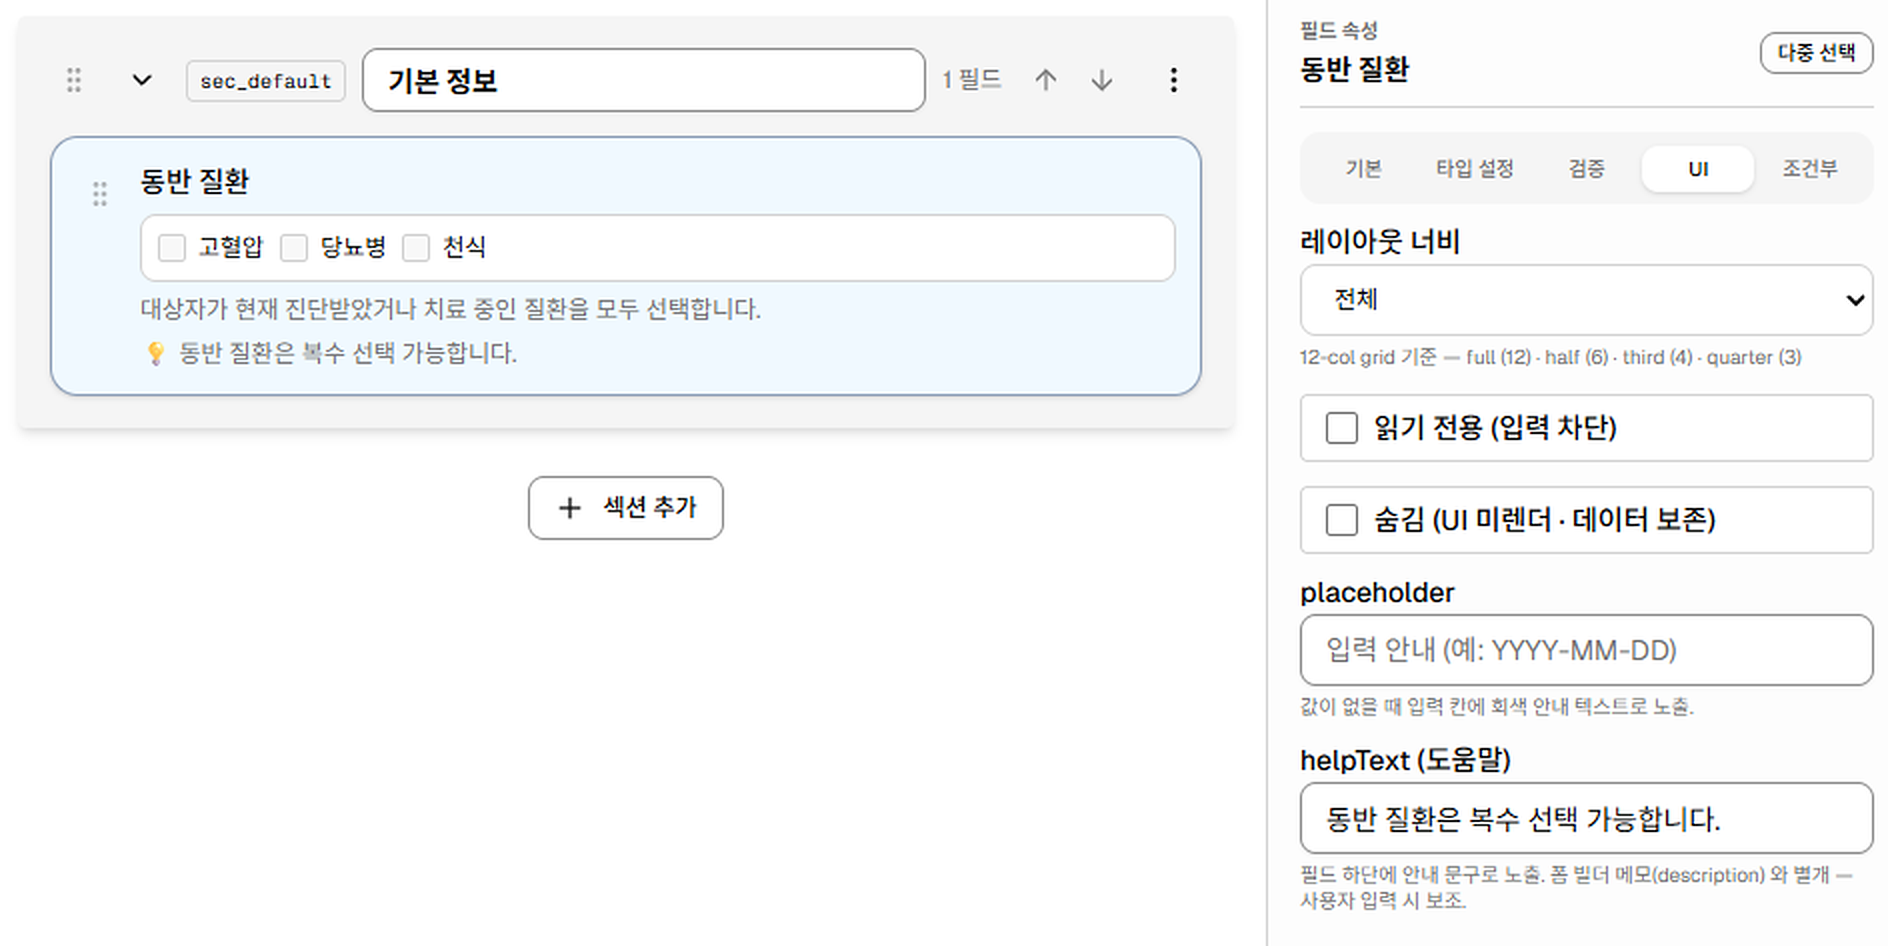 sec_default
기본 정보
1 필드
동반 질환
고혈압 당뇨병 천식
대상자가 현재 진단받았거나 치료 중인 질환을 모두 선택합니다.
동반 질환은 복수 선택 가능합니다.
섹션 추가
필드 속성
동반 질환
다중 선택
기본 타입 설정 검증 UI 조건부
레이아웃 너비
전체
12-col grid 기준 — full (12) · half (6) · third (4) · quarter (3)
읽기 전용 (입력 차단)
숨김 (UI 미렌더 · 데이터 보존)
placeholder
입력 안내 (예: YYYY-MM-DD)
값이 없을 때 입력 칸에 회색 안내 텍스트로 노출.
helpText (도움말)
동반 질환은 복수 선택 가능합니다.
필드 하단에 안내 문구로 노출. 폼 빌더 메모(description) 와 별개 —
사용자 입력 시 보조.